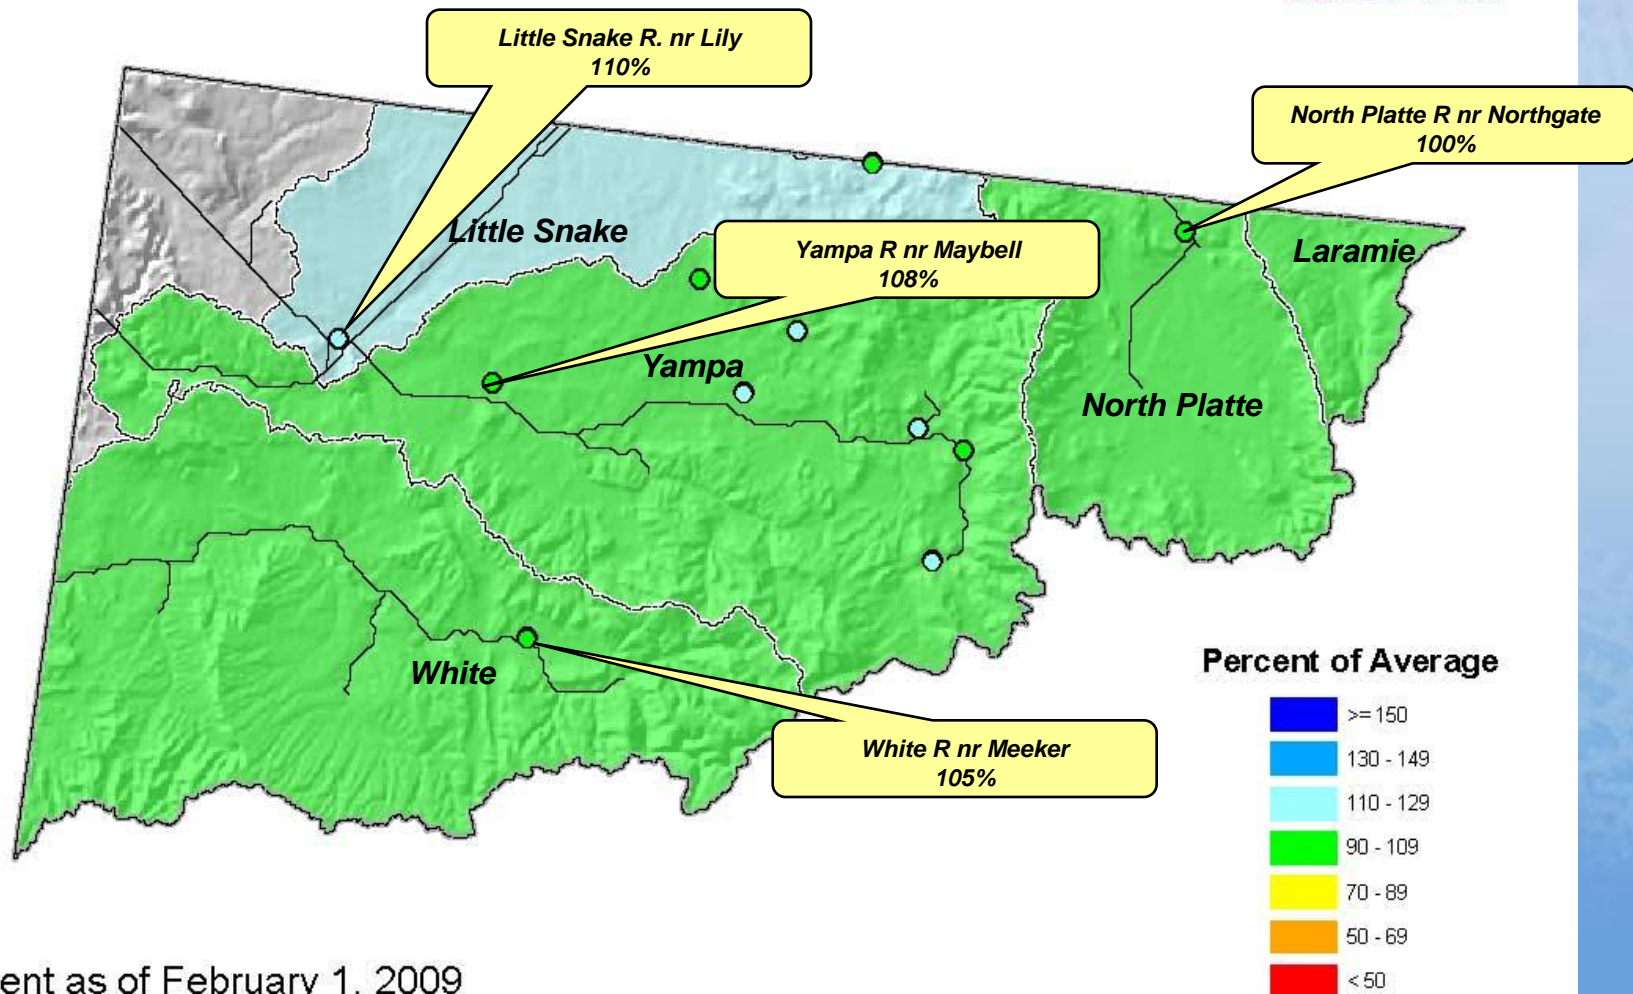 Little Snake R. nr Lily
110%
North Platte R nr Northgate
100%
Little Snake
Yampa R nr Maybell
108%
Laramie
Yampa
North Platte
White
White R nr Meeker
105%
Percent of Average
>= 150
130 - 149
110 - 129
90 - 109
70 - 89
50 - 69
< 50
ent as of February 1, 2009